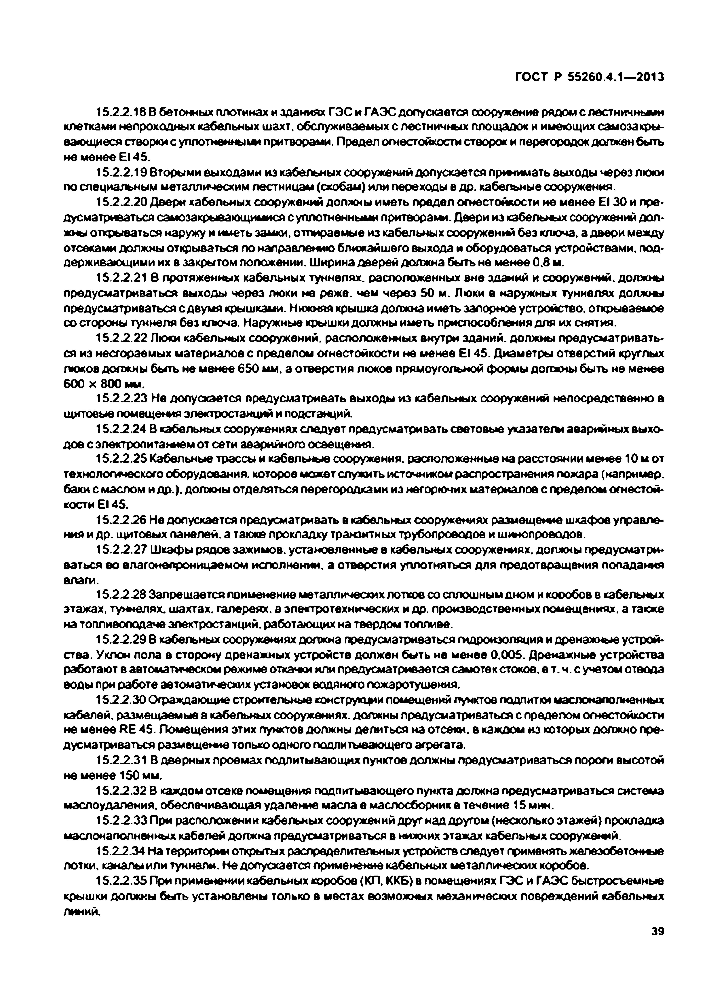 ГОСТ Р 55260.4.1—2013
15.2.2.18 В бетонных плотинах и зданиях ГЭС и ГАЭС допускается сооружение рядом с лестничными
клетками непроходных кабельных шахт, обслуживаемых с лестничных площадок и имеющих самозакры-
вающиеся створки с уплотненными притворами. Предел огнестойкости створок и перегородок должен быть
не менее EI 45.
15.2.2.19 Вторыми выходами из кабельных сооружений допускается принимать выходы через люки
по специальным металлическим лестницам (скобам) или переходы в др. кабельные сооружения.
15.2.2.20 Двери кабельных сооружений должны иметь предел огнестойкости не менее EI 30 и пре-
дусматриваться самозакрывающимися с уплотненными притворами. Двери из кабельных сооружений дол-
жны открываться наружу и иметь замки, отпираемые из кабельных сооружений без ключа, а двери между
отсеками должны открываться по направлению ближайшего выхода и оборудоваться устройствами, под-
держивающими их в закрытом положении. Ширина дверей должна быть не менее 0,8 м.
15.2.2.21 В протяженных кабельных туннелях, расположенных вне зданий и сооружений, должны
предусматриваться выходы через люки не реже, чем через 50 м. Люки в наружных туннелях должны
предусматриваться с двумя крышками. Нижняя крышка должна иметь запорное устройство, открываемое
со стороны туннеля без ключа. Наружные крышки должны иметь приспособления для их снятия.
15.2.2.22 Люки кабельных сооружений, расположенных внутри зданий, должны предусматривать-
ся из несгораемых материалов с пределом огнестойкости не менее EI 45. Диаметры отверстий круглых
люков должны быть не менее 650 мм, а отверстия люков прямоугольной формы должны быть не менее
600 × 800 мм.
15.2.2.23 Не допускается предусматривать выходы из кабельных сооружений непосредственно в
щитовые помещения электростанций и подстанций.
15.2.2.24 В кабельных сооружениях следует предусматривать световые указатели аварийных выхо-
дов с электропитанием от сети аварийного освещения.
15.2.2.25 Кабельные трассы и кабельные сооружения, расположенные на расстоянии менее 10 м от
технологического оборудования, которое может служить источником распространения пожара (например,
баки с маслом и др.), должны отделяться перегородками из негорючих материалов с пределом огнестой-
кости EI 45.
15.2.2.26 Не допускается предусматривать в кабельных сооружениях размещение шкафов управле-
ния и др. щитовых панелей, а также прокладку транзитных трубопроводов и шинопроводов.
15.2.2.27 Шкафы рядов зажимов, установленные в кабельных сооружениях, должны предусматри-
ваться во влагонепроницаемом исполнении, а отверстия уплотняться для предотвращения попадания
влаги.
15.2.2.28 Запрещается применение металлических лотков со сплошным дном и коробов в кабельных
этажах, туннелях, шахтах, галереях, в электротехнических и др. производственных помещениях, а также
на топливоподаче электростанций, работающих на твердом топливе.
15.2.2.29 В кабельных сооружениях должна предусматриваться гидроизоляция и дренажные устрой-
ства. Уклон пола в сторону дренажных устройств должен быть не менее 0,005. Дренажные устройства
работают в автоматическом режиме откачки или предусматривается самотек стоков, в т. ч. с учетом отвода
воды при работе автоматических установок водяного пожаротушения.
15.2.2.30 Ограждающие строительные конструкции помещений пунктов подпитки маслонаполненных
кабелей, размещаемые в кабельных сооружениях, должны предусматриваться с пределом огнестойкости
не менее RE 45. Помещения этих пунктов должны делиться на отсеки, в каждом из которых должно пре-
дусматриваться размещение только одного подпитывающего агрегата.
15.2.2.31 В дверных проемах подпитывающих пунктов должны предусматриваться пороги высотой
не менее 150 мм.
15.2.2.32 В каждом отсеке помещения подпитывающего пункта должна предусматриваться система
маслоудаления, обеспечивающая удаление масла в маслосборник в течение 15 мин.
15.2.2.33 При расположении кабельных сооружений друг над другом (несколько этажей) прокладка
маслонаполненных кабелей должна предусматриваться в нижних этажах кабельных сооружений.
15.2.2.34 На территории открытых распределительных устройств следует применять железобетонные
лотки, каналы или туннели. Не допускается применение кабельных металлических коробов.
15.2.2.35 При применении кабельных коробов (КП, ККБ) в помещениях ГЭС и ГАЭС быстросъемные
крышки должны быть установлены только в местах возможных механических повреждений кабельных
линий.
39